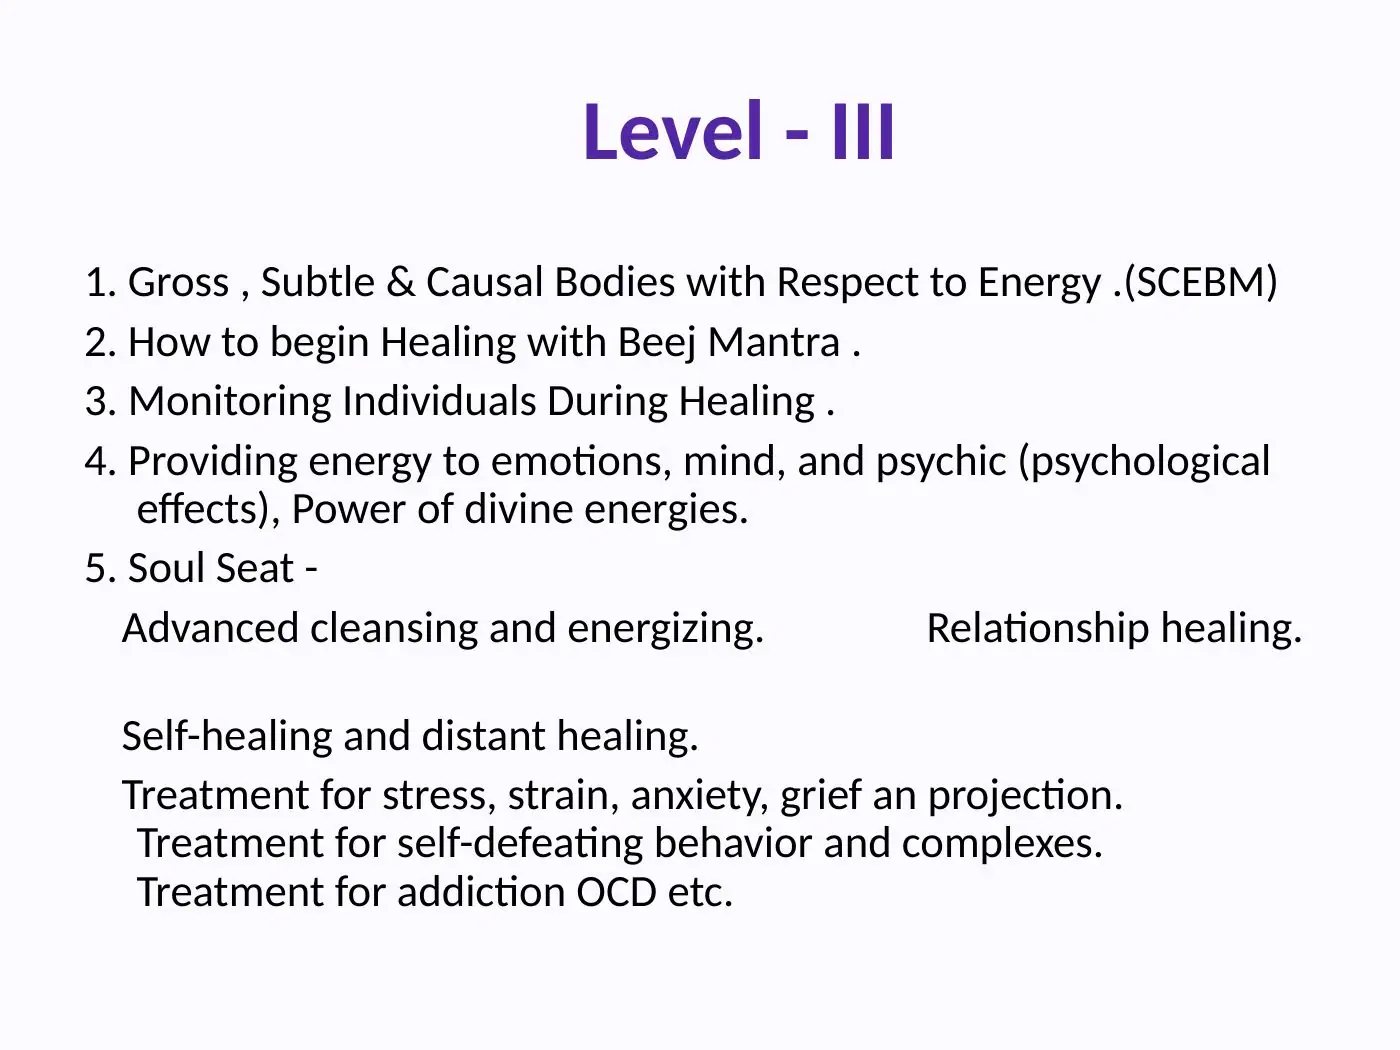 Level - III
1. Gross , Subtle & Causal Bodies with Respect to Energy .(SCEBM)
2. How to begin Healing with Beej Mantra .
3. Monitoring Individuals During Healing .
4. Providing energy to emotions, mind, and psychic (psychological
effects), Power of divine energies.
5. Soul Seat -
Advanced cleansing and energizing. Relationship healing.
Self-healing and distant healing.
Treatment for stress, strain, anxiety, grief an projection.
Treatment for self-defeating behavior and complexes.
Treatment for addiction OCD etc.